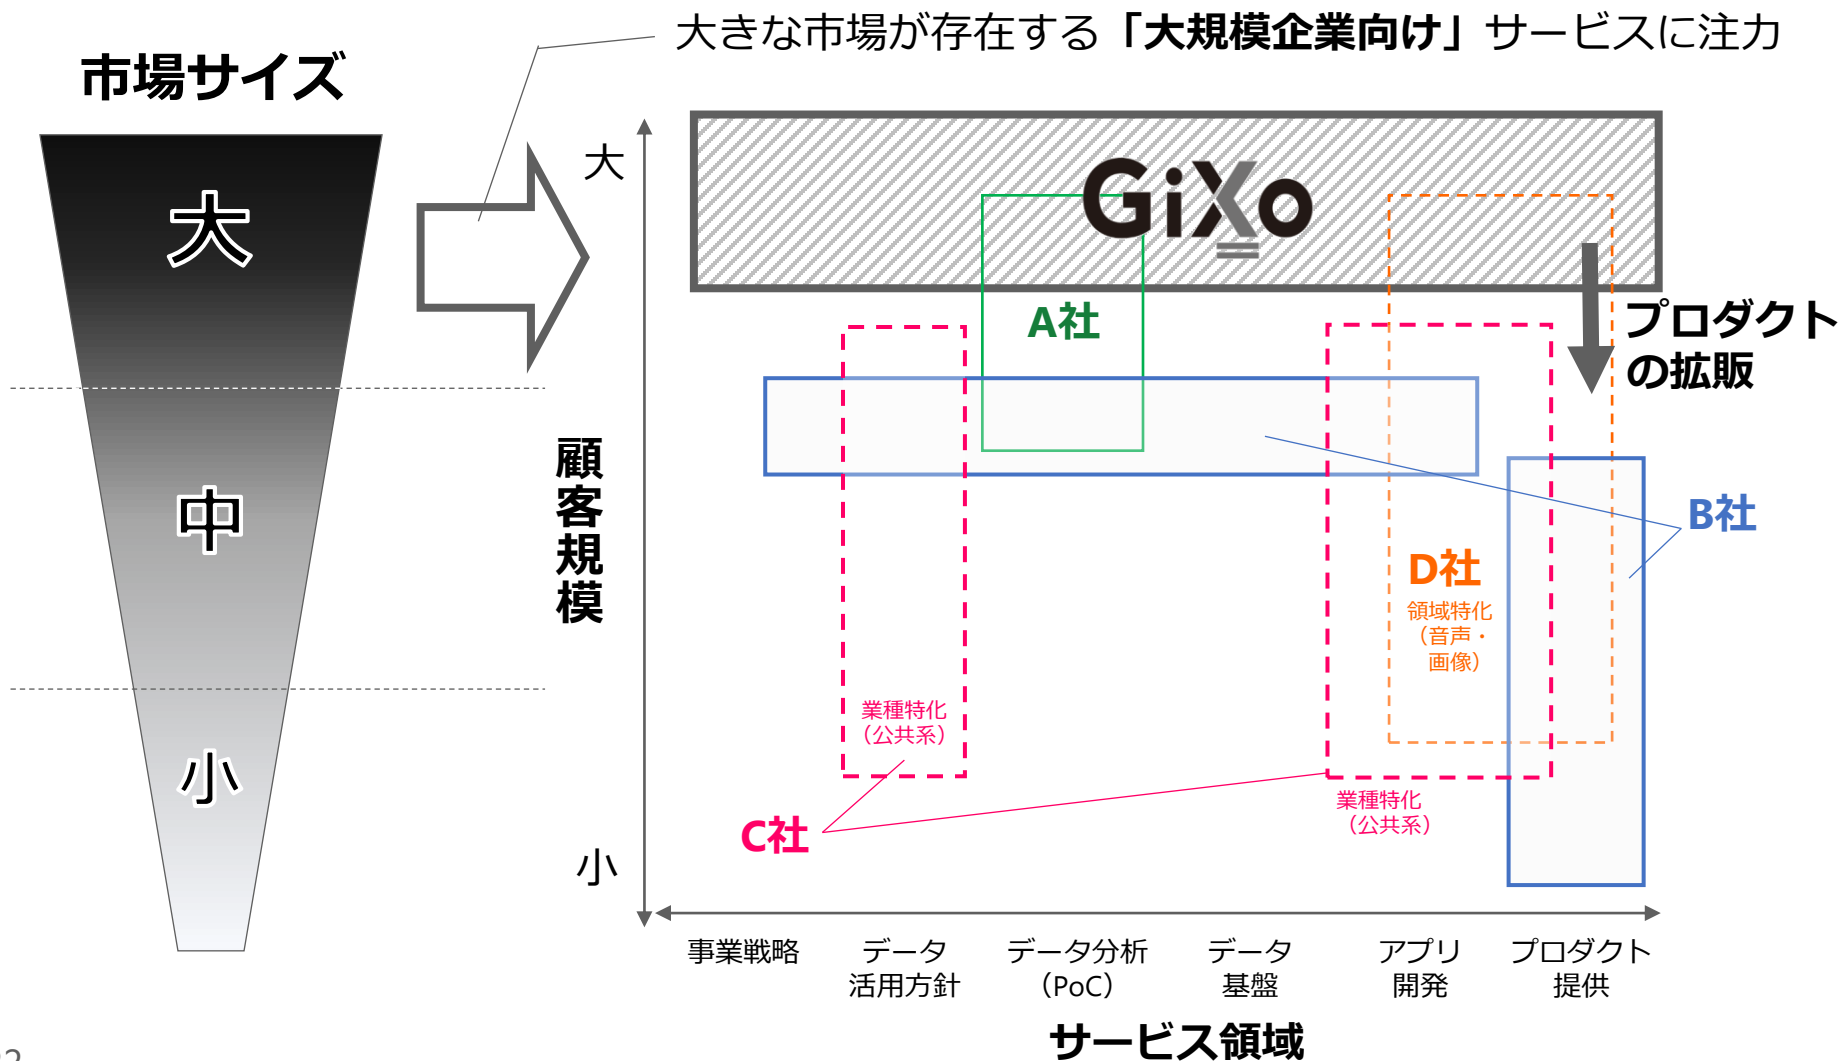 大きな市場が存在する「大規模企業向け」サービスに注力
市場サイズ
大
中
小
大
顧客規模
小
GiXo
A社
プロダクト
の拡販
B社
D社
領域特化
（音声・
画像）
業種特化
（公共系）
C社
業種特化
（公共系）
事業戦略
データ
活用方針
データ分析
（PoC）
データ
基盤
アプリ
開発
プロダクト
提供
サービス領域